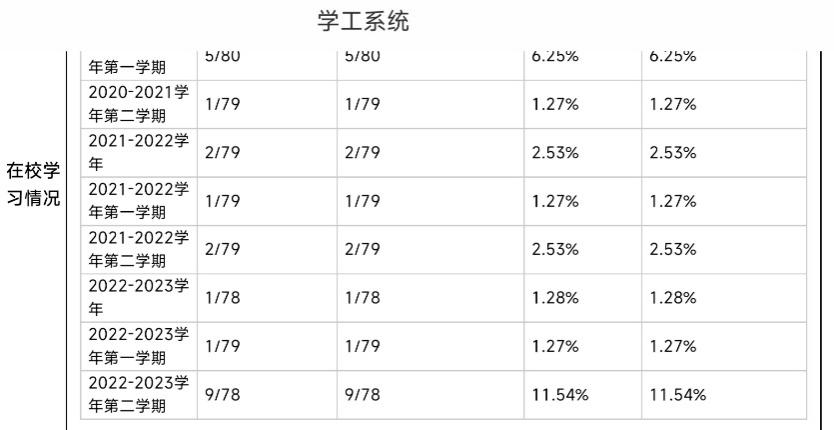 学工系统
在校学
习情况
年第一学期 5/80 5/80 6.25% 6.25%
2020-2021学
年第二学期 1/79 1/79 1.27% 1.27%
2021-2022学
年 2/79 2/79 2.53% 2.53%
2021-2022学
年第一学期 1/79 1/79 1.27% 1.27%
2021-2022学
年第二学期 2/79 2/79 2.53% 2.53%
2022-2023学
年 1/78 1/78 1.28% 1.28%
2022-2023学
年第一学期 1/79 1/79 1.27% 1.27%
2022-2023学
年第二学期 9/78 9/78 11.54% 11.54%